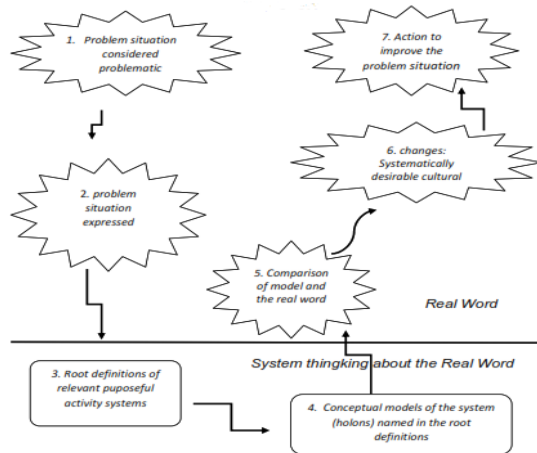 1. Problem situation
considered
problematic
7. Action to
improve the
problem situation
6. changes:
Systematically
desirable cultural
2. problem
situation
expressed
5. Comparison
of model and
the real word
Real Word
System thingking about the Real Word
3. Root definitions of
relevant puposeful
activity systems
4. Conceptual models of the system
(holons) named in the root
definitions